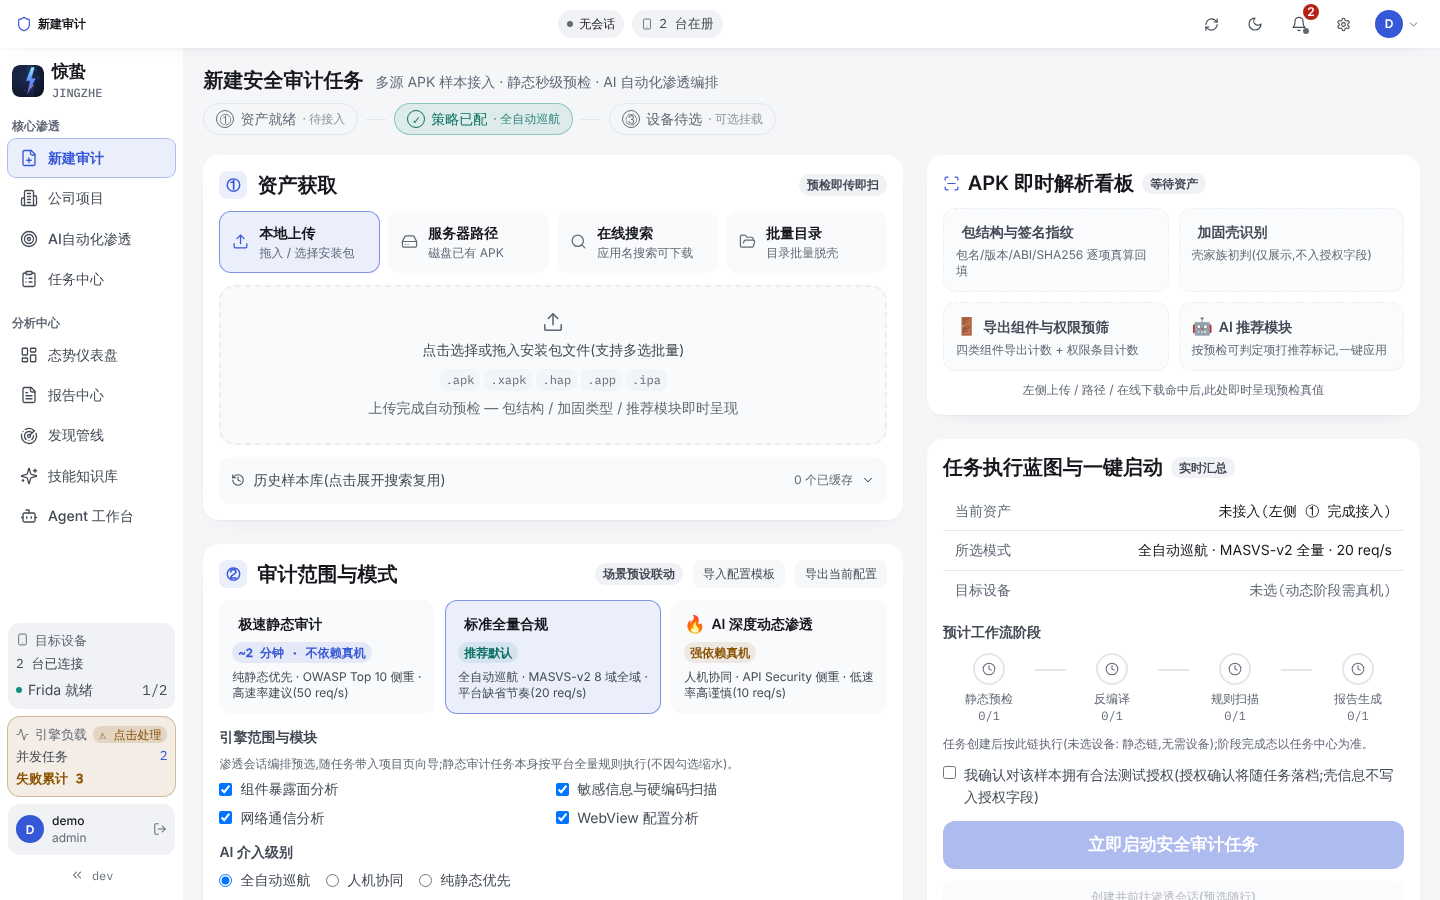 新建审计
无会话
2 台在册
2
D
惊蛰
JINGZHE
核心渗透
新建审计
公司项目
AI自动化渗透
任务中心
分析中心
态势仪表盘
报告中心
发现管线
技能知识库
Agent 工作台
目标设备
2 台已连接
Frida 就绪 1/2
引擎负载 ⚠ 点击处理
并发任务 2
失败累计 3
D
demo
admin
« dev
新建安全审计任务 多源 APK 样本接入 · 静态秒级预检 · AI 自动化渗透编排
① 资产就绪 · 待接入
✓ 策略已配 · 全自动巡航
③ 设备待选 · 可选挂载
① 资产获取 预检即传即扫
本地上传
拖入 / 选择安装包
服务器路径
磁盘已有 APK
在线搜索
应用名搜索可下载
批量目录
目录批量脱壳
点击选择或拖入安装包文件(支持多选批量)
.apk .xapk .hap .app .ipa
上传完成自动预检 — 包结构 / 加固类型 / 推荐模块即时呈现
历史样本库(点击展开搜索复用) 0 个已缓存
② 审计范围与模式 场景预设联动 导入配置模板 导出当前配置
极速静态审计
~2 分钟 · 不依赖真机
纯静态优先 · OWASP Top 10 侧重 ·
高速率建议(50 req/s)
标准全量合规
推荐默认
全自动巡航 · MASVS-v2 8 域全域 ·
平台缺省节奏(20 req/s)
🔥 AI 深度动态渗透
强依赖真机
人机协同 · API Security 侧重 · 低速
率高谨慎(10 req/s)
引擎范围与模块
渗透会话编排预选,随任务带入项目页向导;静态审计任务本身按平台全量规则执行(不因勾选缩水)。
组件暴露面分析
敏感信息与硬编码扫描
网络通信分析
WebView 配置分析
AI 介入级别
全自动巡航 人机协同 纯静态优先
APK 即时解析看板 等待资产
包结构与签名指纹
包名/版本/ABI/SHA256 逐项真算回
填
加固壳识别
壳家族初判(仅展示,不入授权字段)
🚪 导出组件与权限预筛
四类组件导出计数 + 权限条目计数
🤖 AI 推荐模块
按预检可判定项打推荐标记,一键应用
左侧上传 / 路径 / 在线下载命中后,此处即时呈现预检真值
任务执行蓝图与一键启动 实时汇总
当前资产 未接入(左侧 ① 完成接入)
所选模式 全自动巡航 · MASVS-v2 全量 · 20 req/s
目标设备 未选(动态阶段需真机)
预计工作流阶段
静态预检
0/1
反编译
0/1
规则扫描
0/1
报告生成
0/1
任务创建后按此链执行(未选设备: 静态链,无需设备);阶段完成态以任务中心为准。
我确认对该样本拥有合法测试授权(授权确认将随任务落档;壳信息不写
入授权字段)
立即启动安全审计任务
创建并前往渗透会话(预选随行)